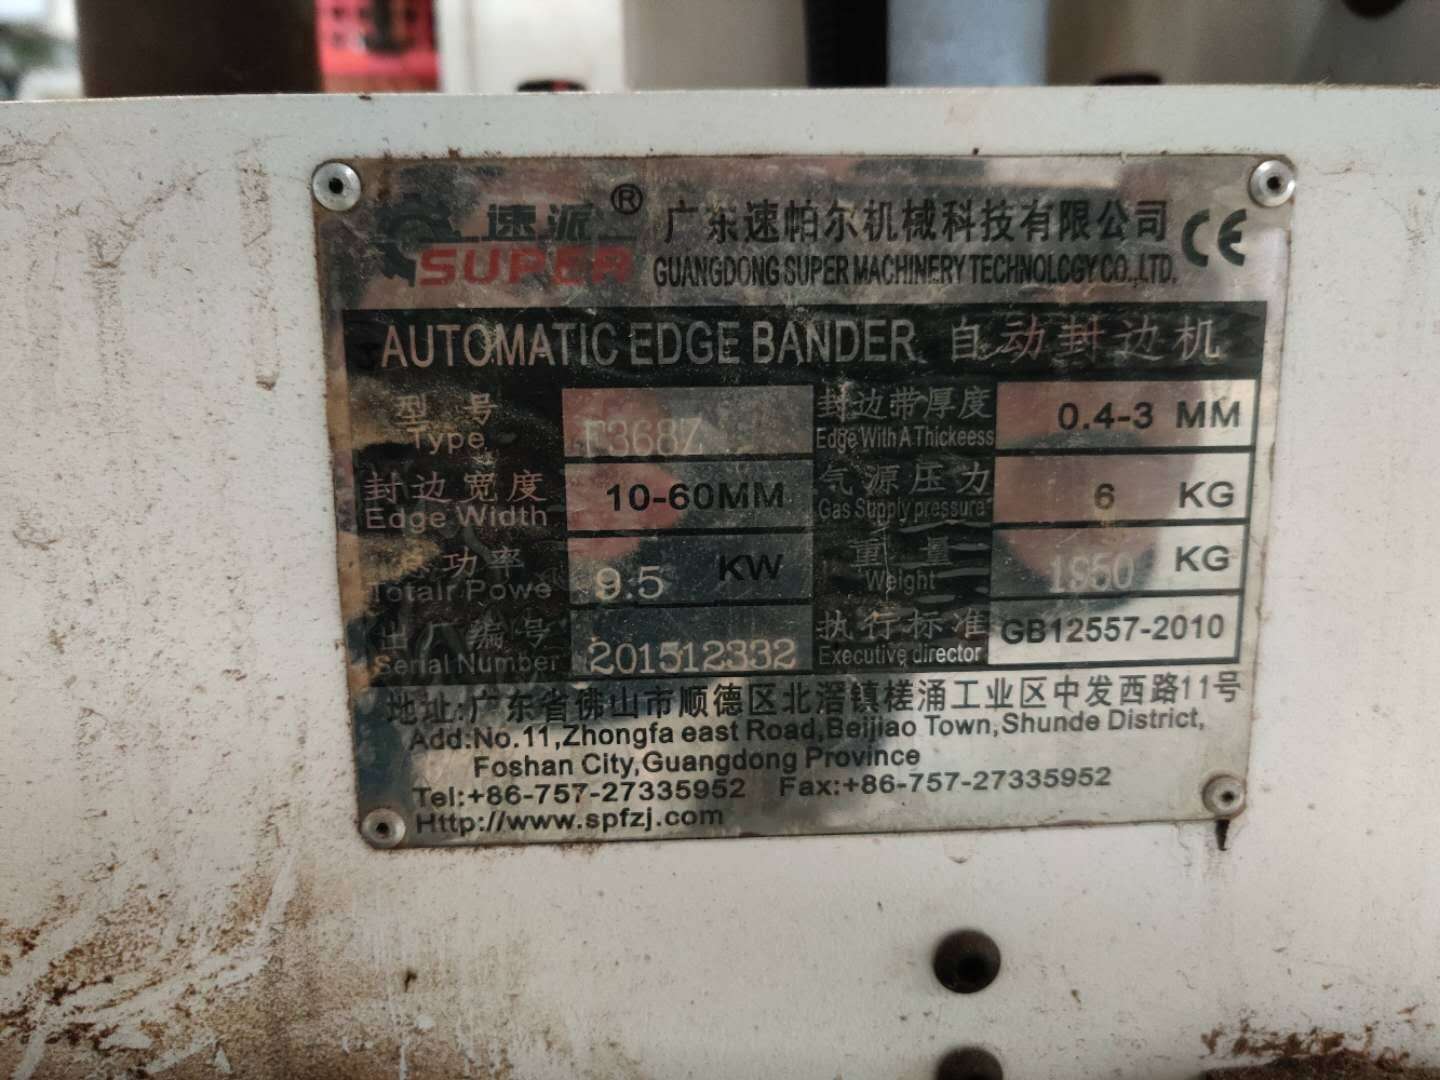 速派®
SUPER
广东速帕尔机械科技有限公司 CE
GUANGDONG SUPER MACHINERY TECHNOLCGY CO.,LTD.
AUTOMATIC EDGE BANDER 自动封边机
型号 F368Z 封边带厚度 0.4-3 MM
Type Edge With A Thickeess
封边宽度 10-60MM 气源压力 6 KG
Edge Width Gas Supply pressure
总功率 9.5 KW 重量 1950 KG
Totair Powe Weight
出厂编号 201512332 执行标准 GB12557-2010
Serial Number Executive director
地址:广东省佛山市顺德区北滘镇槎涌工业区中发西路11号
Add:No.11,Zhongfa east Road,Beijiao Town,Shunde District,
Foshan City,Guangdong Province
Tel:+86-757-27335952 Fax:+86-757-27335952
Http://www.spfzj.com